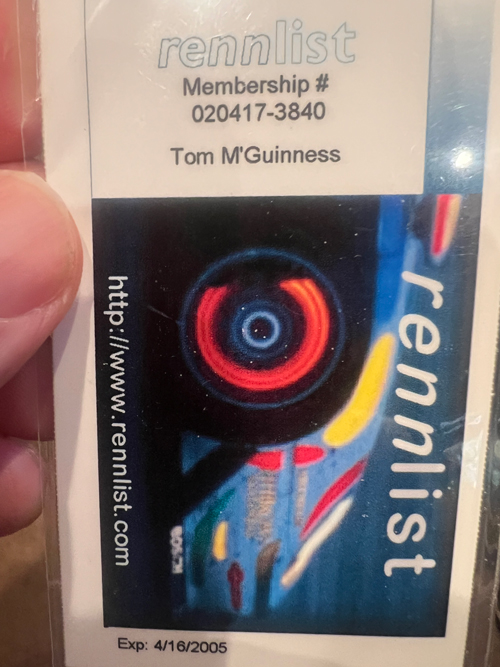 rennlist
Membership #
020417-3840
Tom M'Guinness
http://www.rennlist.com
rennlist
Exp: 4/16/2005